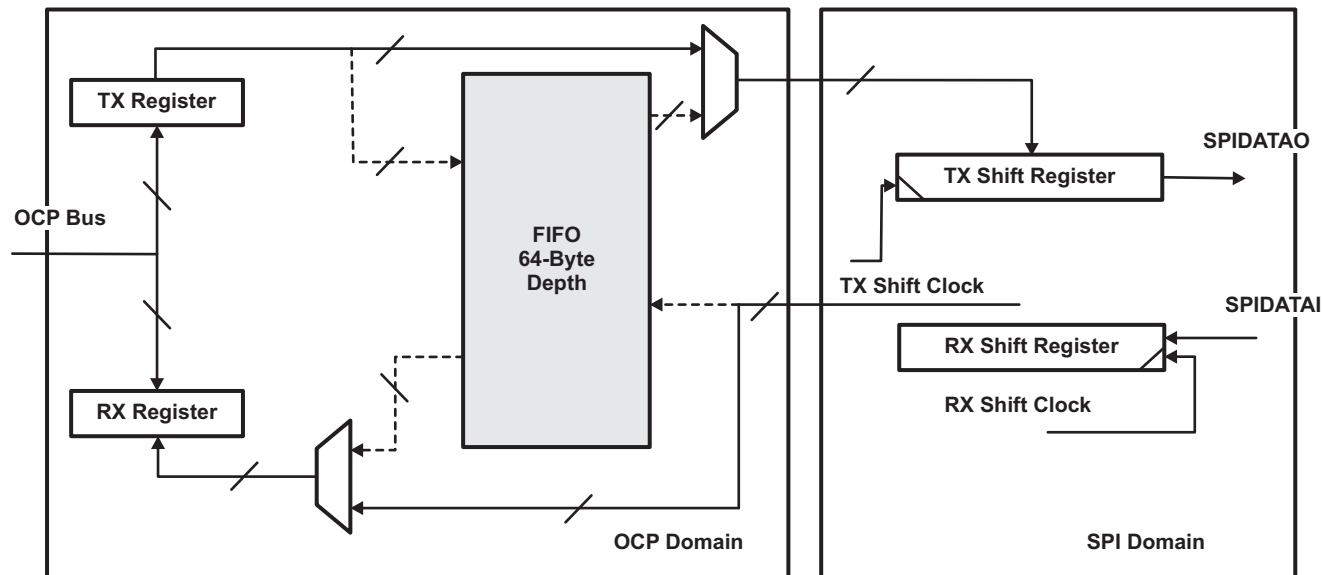 TX Register
SPIDATAO
TX Shift Register
OCP Bus
FIFO
64-Byte
Depth
TX Shift Clock
SPIDATAI
RX Shift Register
RX Register
RX Shift Clock
OCP Domain
SPI Domain